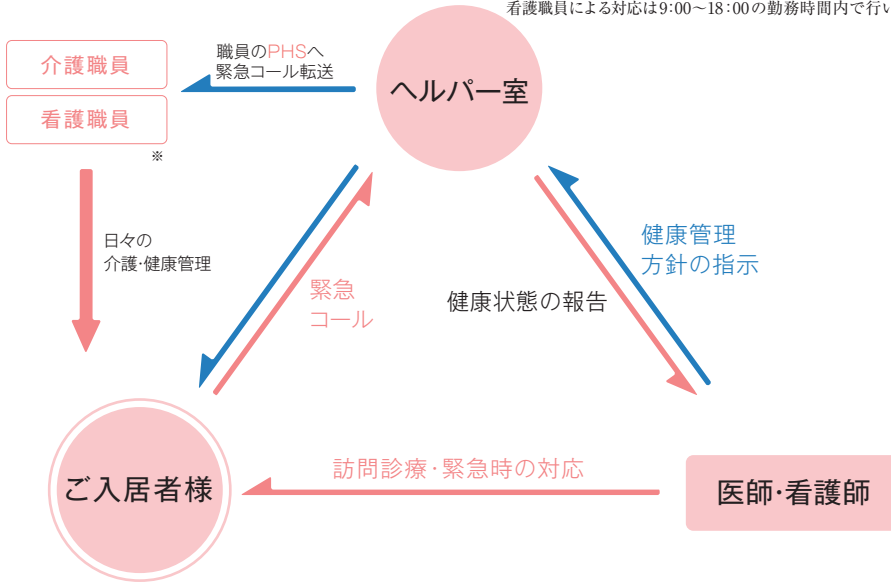 看護職員による対応は9:00〜18:00の勤務時間内で行い
介護職員
看護職員
※
職員のPHSへ
緊急コール転送
ヘルパー室
日々の
介護・健康管理
緊急
コール
健康状態の報告
健康管理
方針の指示
ご入居者様
訪問診療・緊急時の対応
医師・看護師